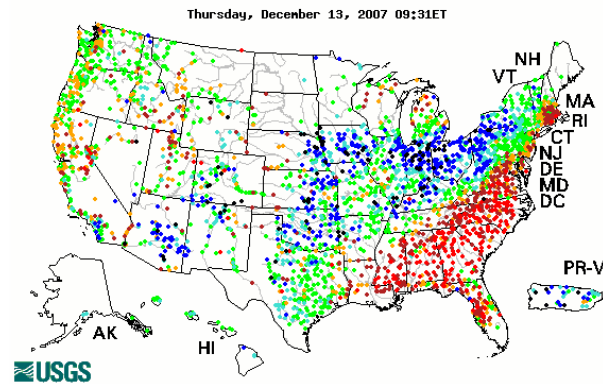 Thursday, December 13, 2007 09:31ET
NH
VT
MA
RI
CT
NJ
DE
MD
DC
PR-V
AK
HI
USGS